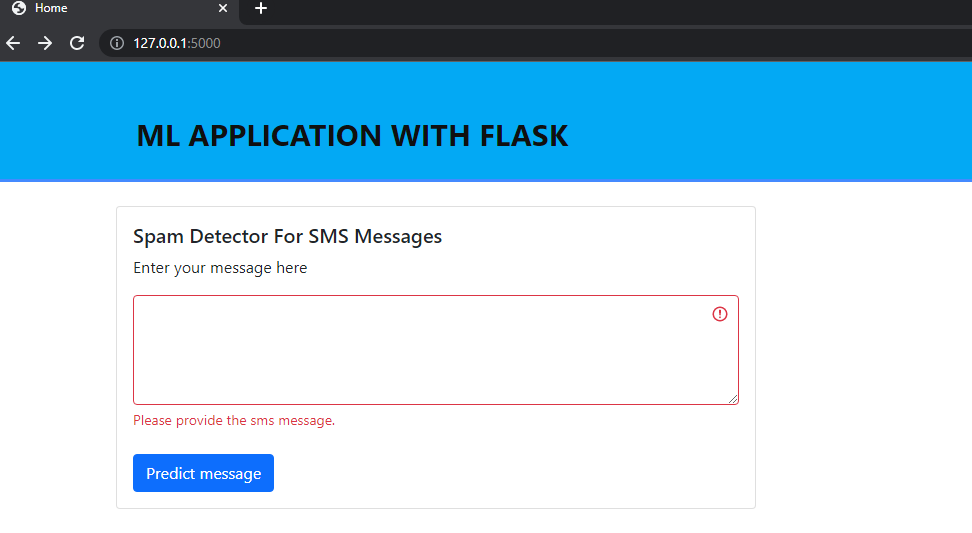 Home
127.0.0.1:5000
ML APPLICATION WITH FLASK
Spam Detector For SMS Messages
Enter your message here
Please provide the sms message.
Predict message